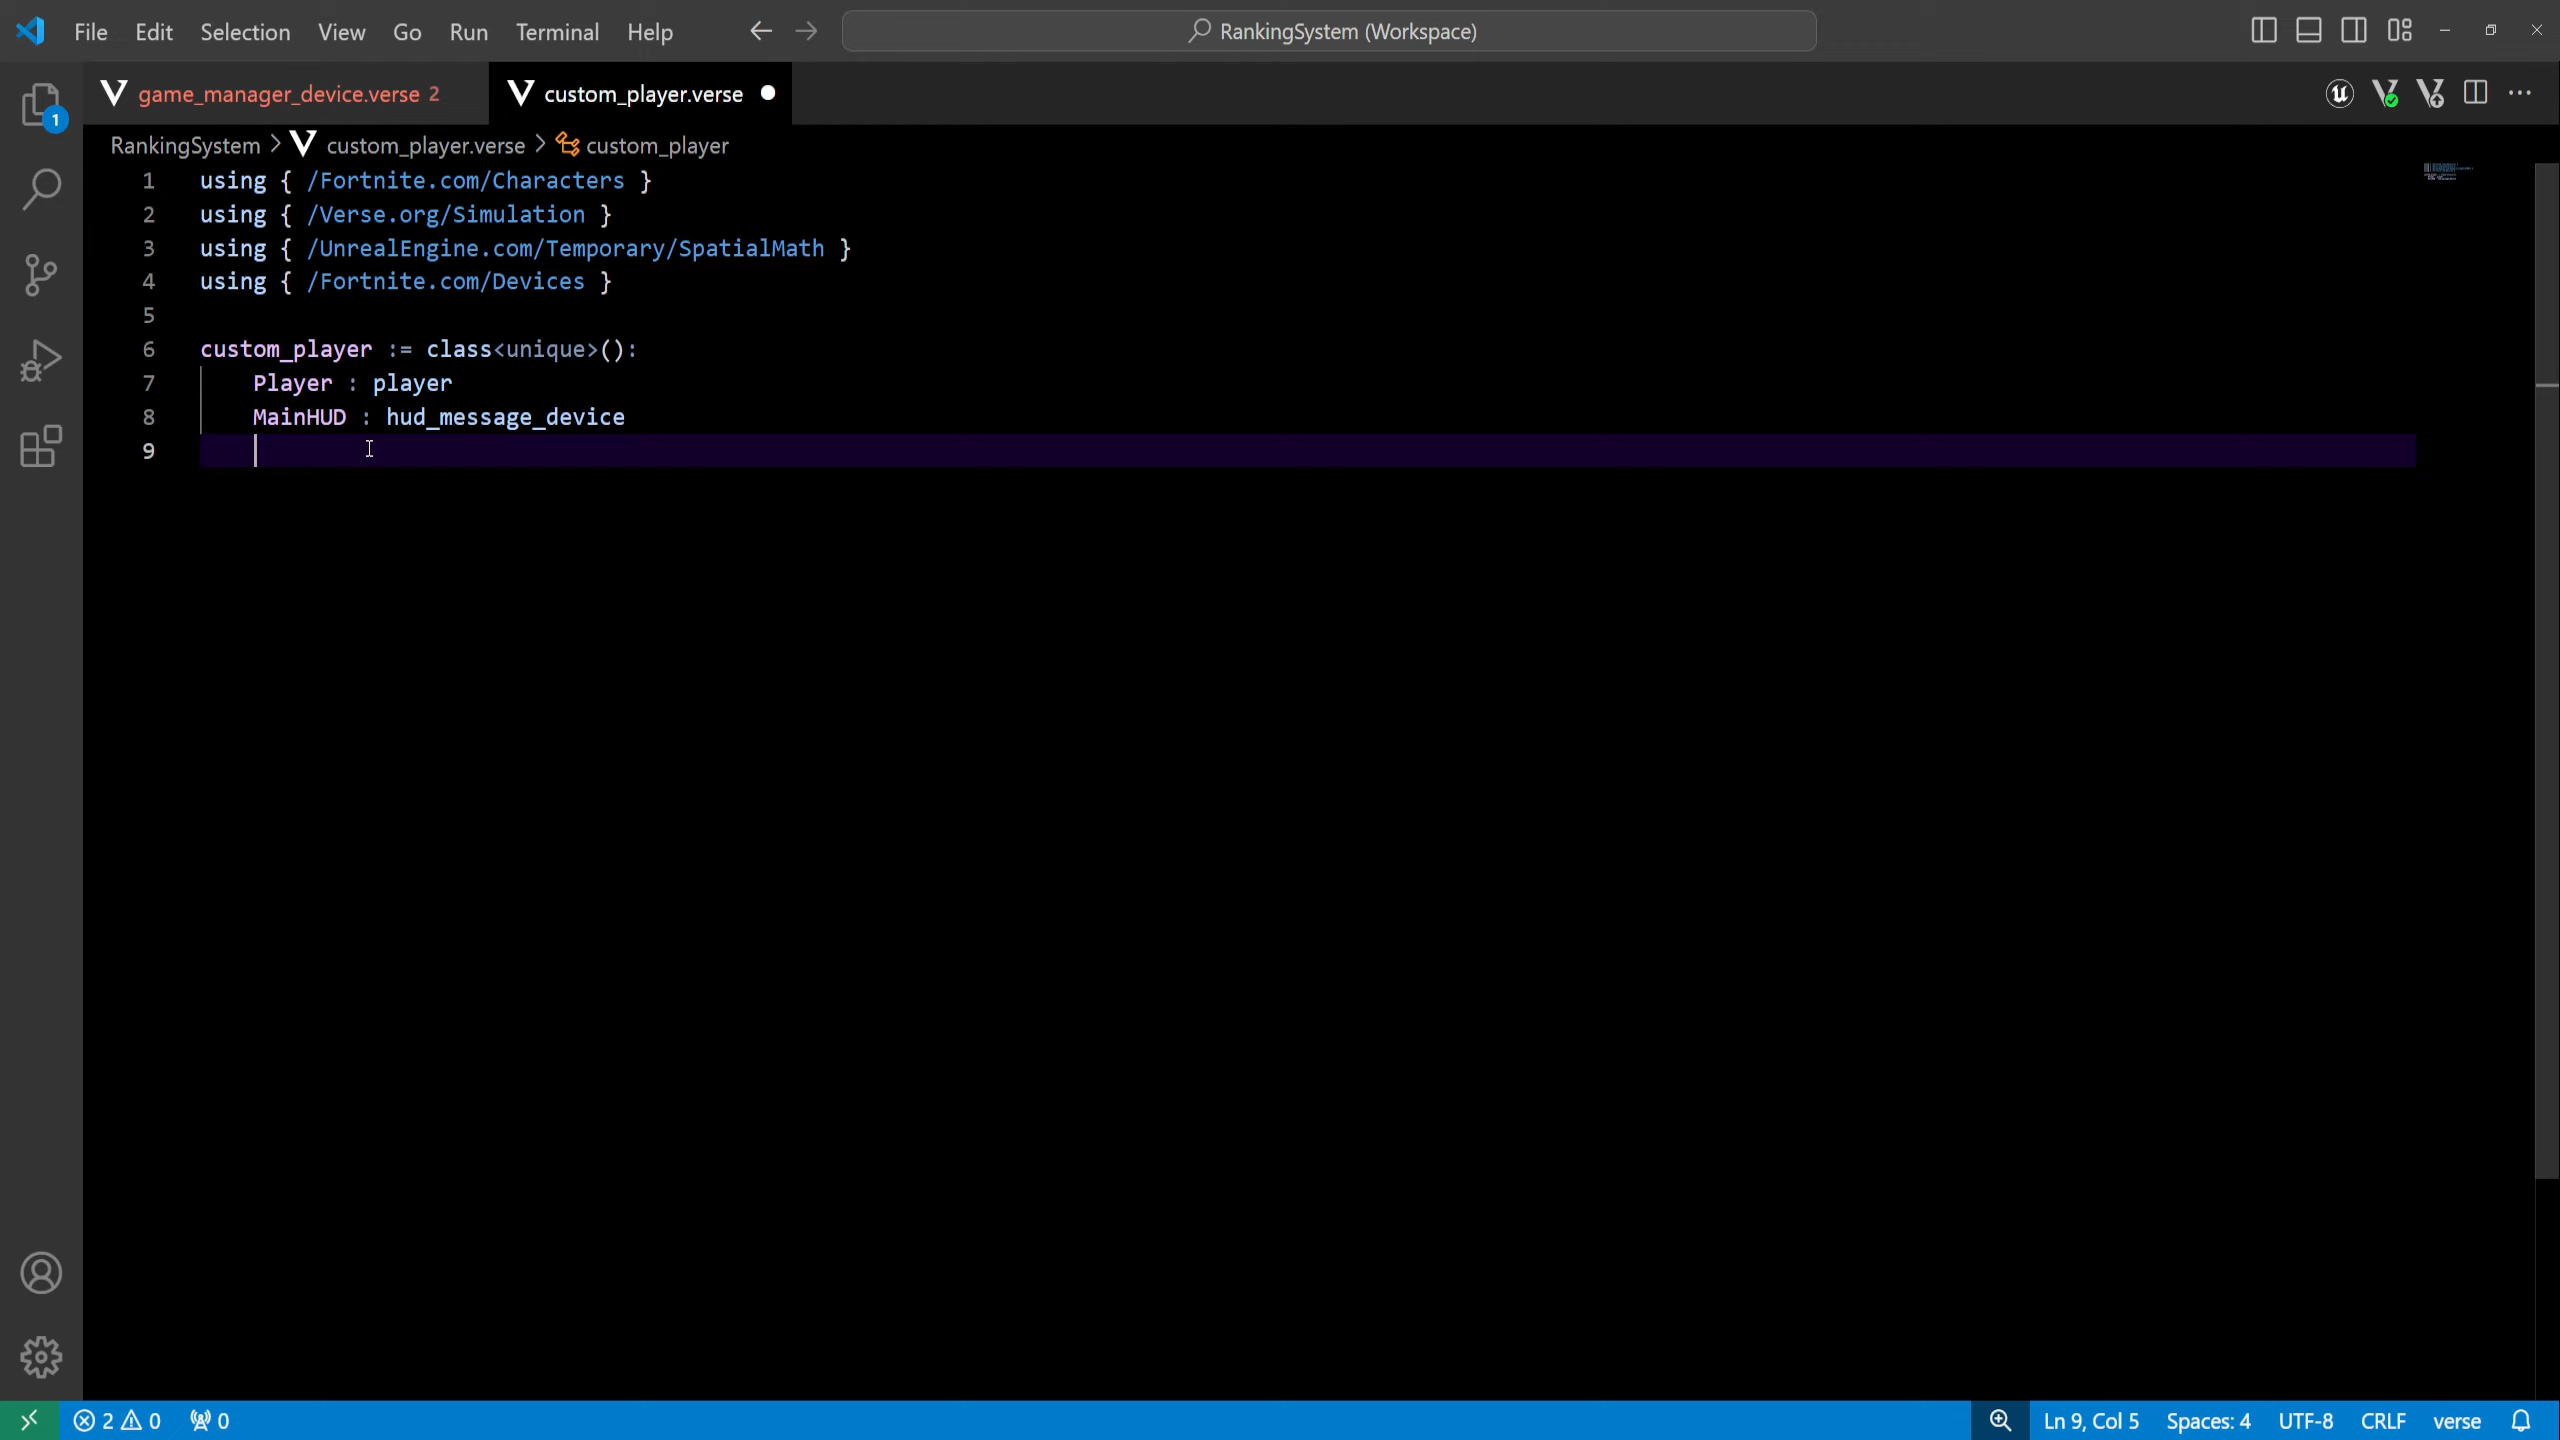 File Edit Selection View Go Run Terminal Help RankingSystem (Workspace)
game_manager_device.verse 2 custom_player.verse
RankingSystem > custom_player.verse > custom_player
1
1 using { /Fortnite.com/Characters }
2 using { /Verse.org/Simulation }
3 using { /UnrealEngine.com/Temporary/SpatialMath }
4 using { /Fortnite.com/Devices }
5
6 custom_player := class<unique>():
7 Player : player
8 MainHUD : hud_message_device
9
2 0 0 Ln 9, Col 5 Spaces: 4 UTF-8 CRLF verse